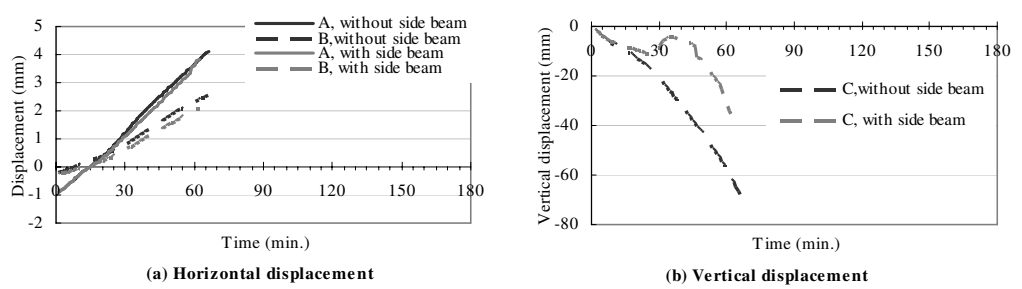 A, without side beam
B,without side beam
A, with side beam
B, with side beam
Displacement (mm)
5
4
3
2
1
0
-1
-2
0 30 60 90 120 150 180
Time (min.)
(a) Horizontal displacement
Vertical displacement (mm)
0
-20
-40
-60
-80
0 30 60 90 120 150 180
C,without side beam
C, with side beam
Time (min.)
(b) Vertical displacement